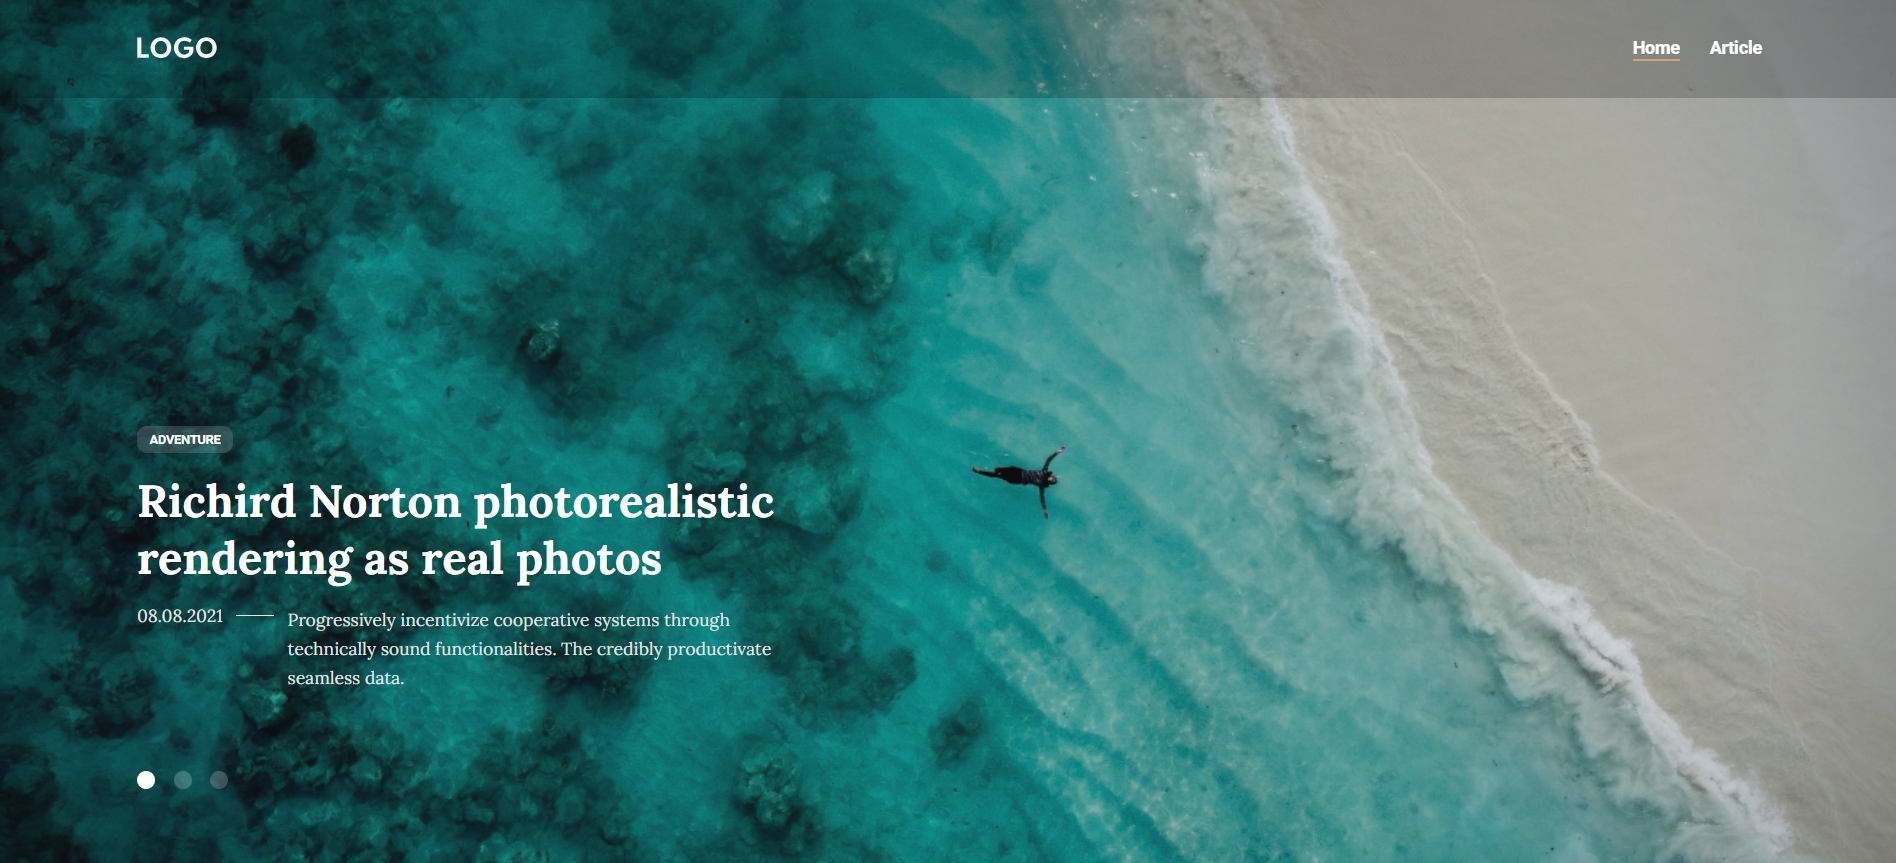 LOGO
Home
Article
ADVENTURE
Richird Norton photorealistic
rendering as real photos
08.08.2021
Progressively incentivize cooperative systems through
technically sound functionalities. The credibly productivate
seamless data.